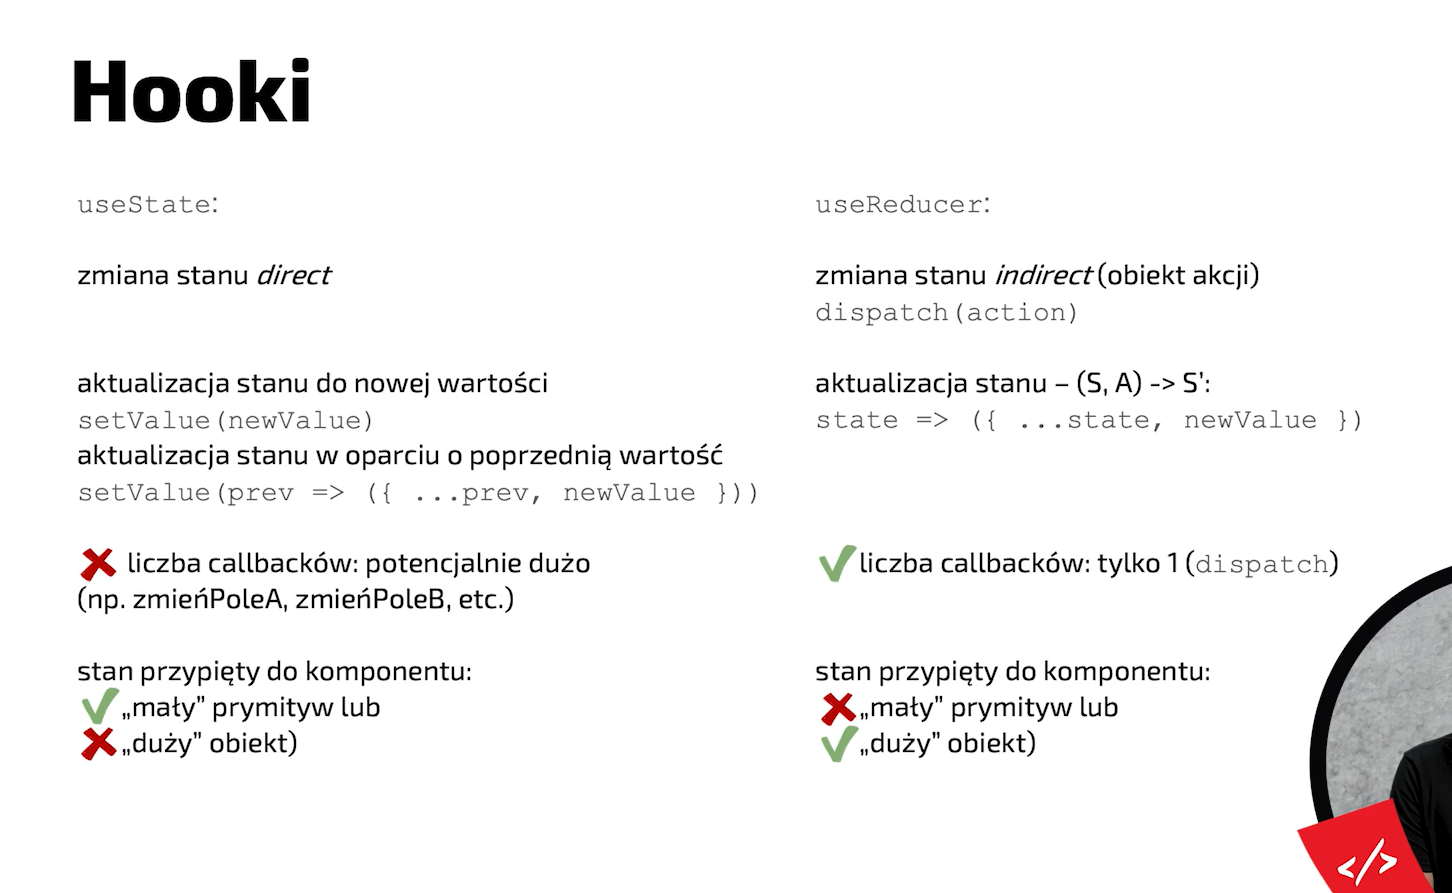 Hooki
useState:
zmiana stanu direct
aktualizacja stanu do nowej wartości
setValue(newValue)
aktualizacja stanu w oparciu o poprzednią wartość
setValue(prev => ({ ...prev, newValue }))
❌ liczba callbacków: potencjalnie dużo
(np. zmieńPoleA, zmieńPoleB, etc.)
stan przypięty do komponentu:
✔ „mały” prymityw lub
❌ „duży” obiekt)
useReducer:
zmiana stanu indirect (obiekt akcji)
dispatch(action)
aktualizacja stanu – (S, A) -> S’:
state => ({ ...state, newValue })
✔ liczba callbacków: tylko 1 (dispatch)
stan przypięty do komponentu:
❌ „mały” prymityw lub
✔ „duży” obiekt)
</>